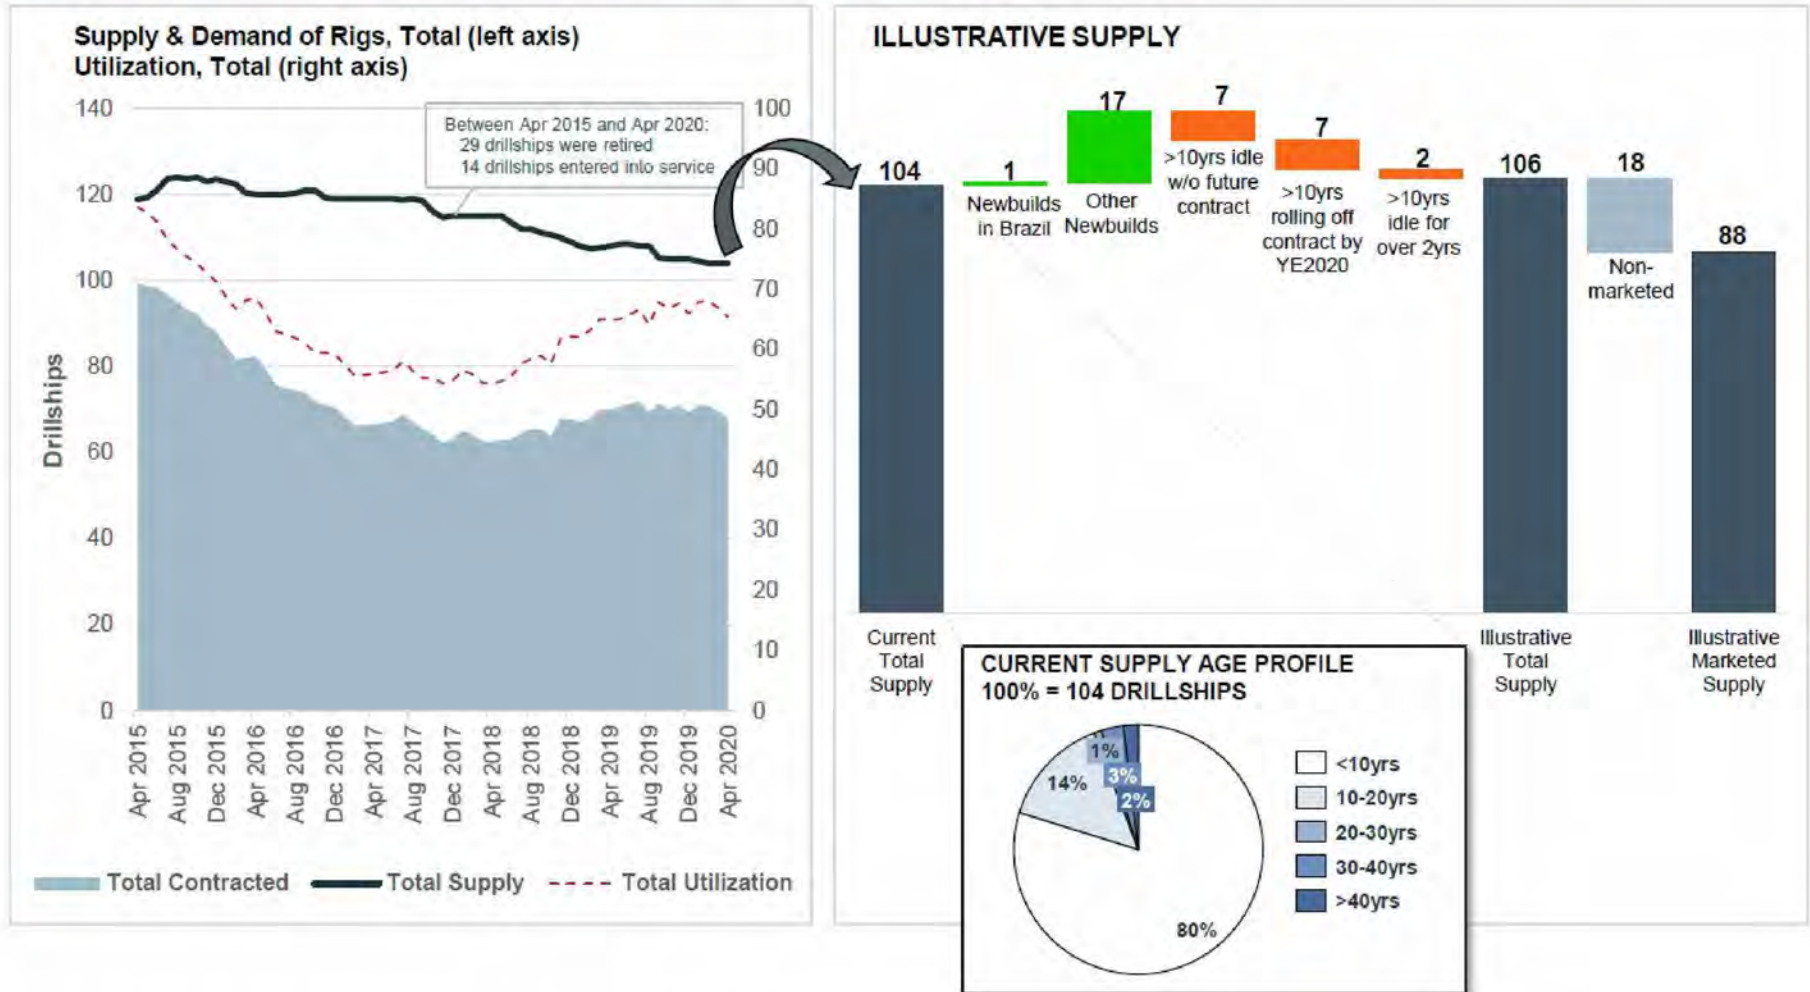 Supply & Demand of Rigs, Total (left axis)
Utilization, Total (right axis)
140
120
100
80
60
40
20
0
Drillships
100
90
80
70
60
50
40
30
20
10
0
Between Apr 2015 and Apr 2020:
29 drillships were retired
14 drillships entered into service
Apr 2015
Aug 2015
Dec 2015
Apr 2016
Aug 2016
Dec 2016
Apr 2017
Aug 2017
Dec 2017
Apr 2018
Aug 2018
Dec 2018
Apr 2019
Aug 2019
Dec 2019
Apr 2020
Total Contracted
Total Supply
Total Utilization
ILLUSTRATIVE SUPPLY
104
1
Newbuilds
in Brazil
17
Other
Newbuilds
7
>10yrs idle
w/o future
contract
7
>10yrs
rolling off
contract by
YE2020
2
>10yrs
idle for
over 2yrs
106
18
Non-
marketed
88
Current
Total
Supply
Illustrative
Total
Supply
Illustrative
Marketed
Supply
CURRENT SUPPLY AGE PROFILE
100% = 104 DRILLSHIPS
1%
3%
2%
14%
80%
<10yrs
10-20yrs
20-30yrs
30-40yrs
>40yrs